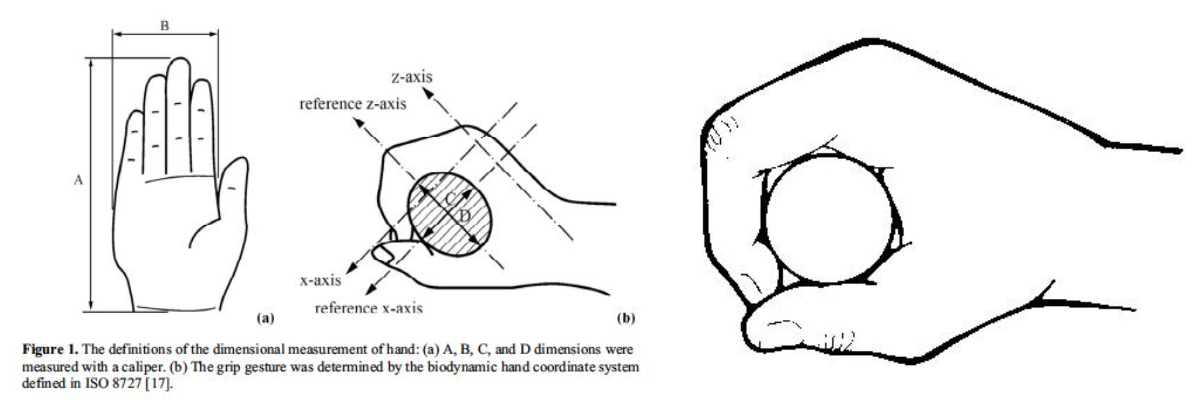 B
A
(a)
z-axis
reference z-axis
C
D
x-axis
reference x-axis
(b)
Figure 1. The definitions of the dimensional measurement of hand: (a) A, B, C, and D dimensions were
measured with a caliper. (b) The grip gesture was determined by the biodynamic hand coordinate system
defined in ISO 8727 [17].